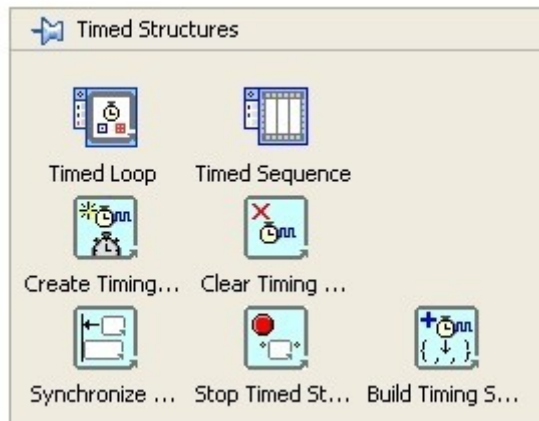 Timed Structures
Timed Loop Timed Sequence
Create Timing... Clear Timing ...
Synchronize ... Stop Timed St... Build Timing S...